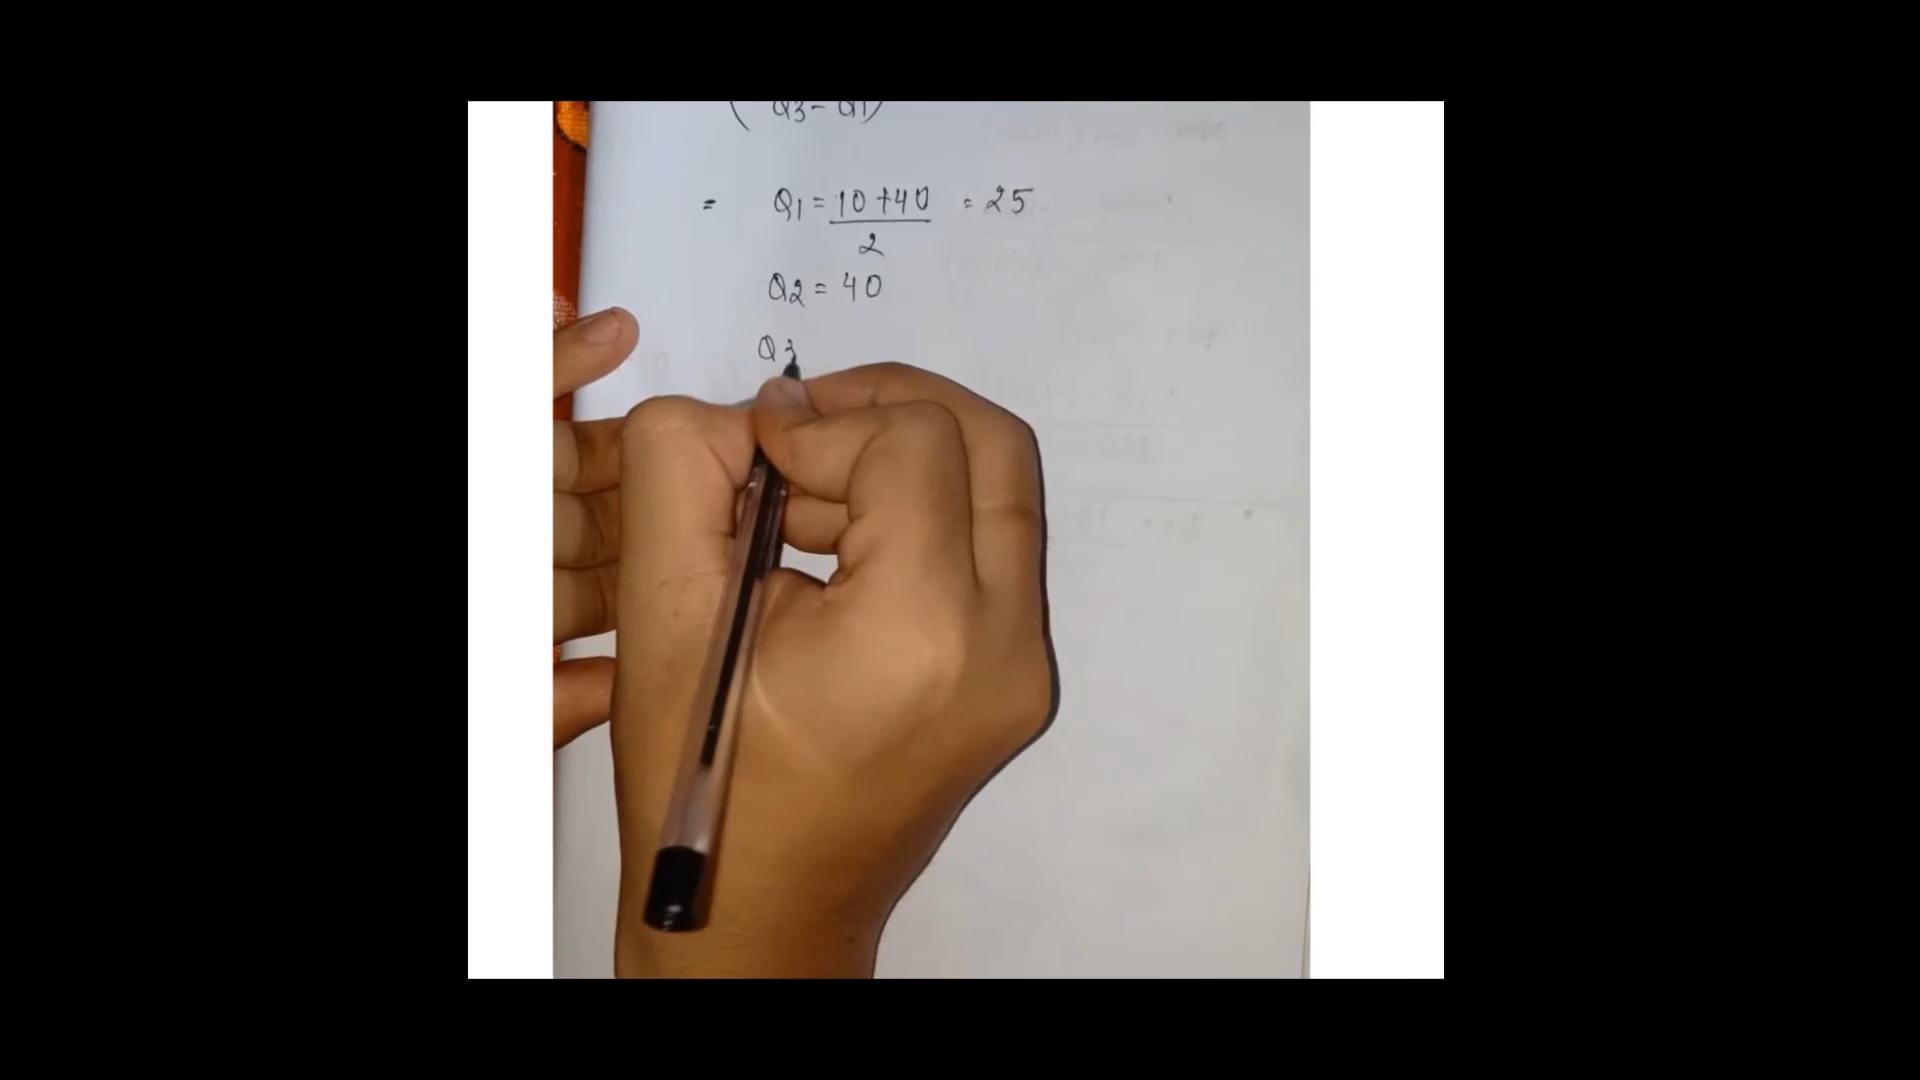 ( Q3 - Q1)
= Q1 = 10 + 40 = 25
2
Q2 = 40
Q3